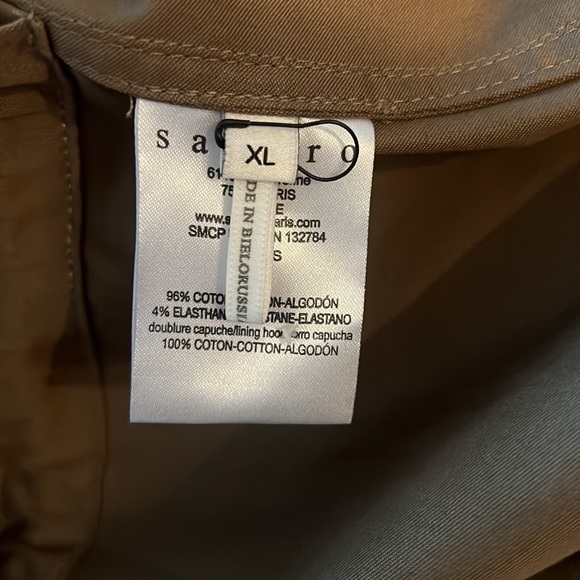 sa ro
XL
RIS
www.s aris.com
SMCP N 132784
S
DE IN BIELORUSSI
96% COTO N-ALGODÓN
4% ELASTHAN STANE-ELASTANO
doublure capuche/lining hoo rro capucha
100% COTON-COTTON-ALGODÓN